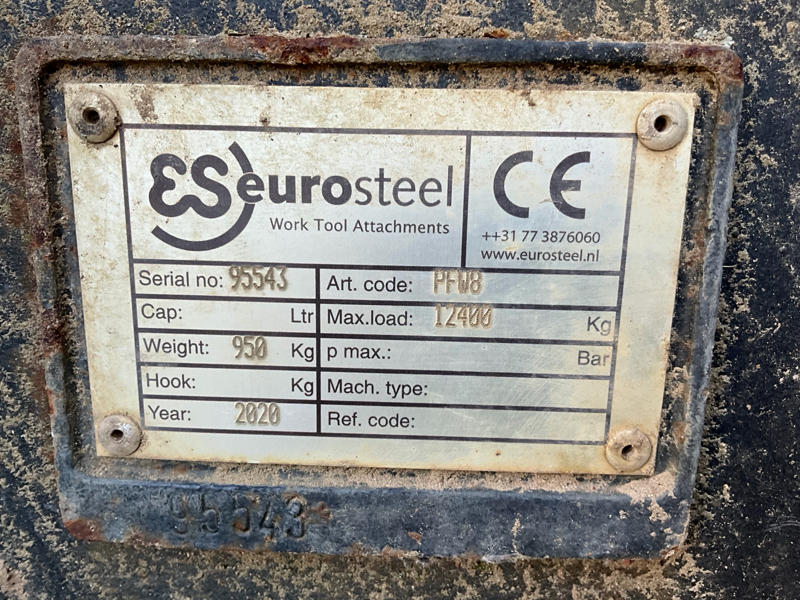 ES eurosteel
Work Tool Attachments
CE
++31 77 3876060
www.eurosteel.nl
Serial no: 95543 Art. code: PFW8
Cap: Ltr Max.load: 12400 Kg
Weight: 950 Kg p max.: Bar
Hook: Kg Mach. type:
Year: 2020 Ref. code:
95543